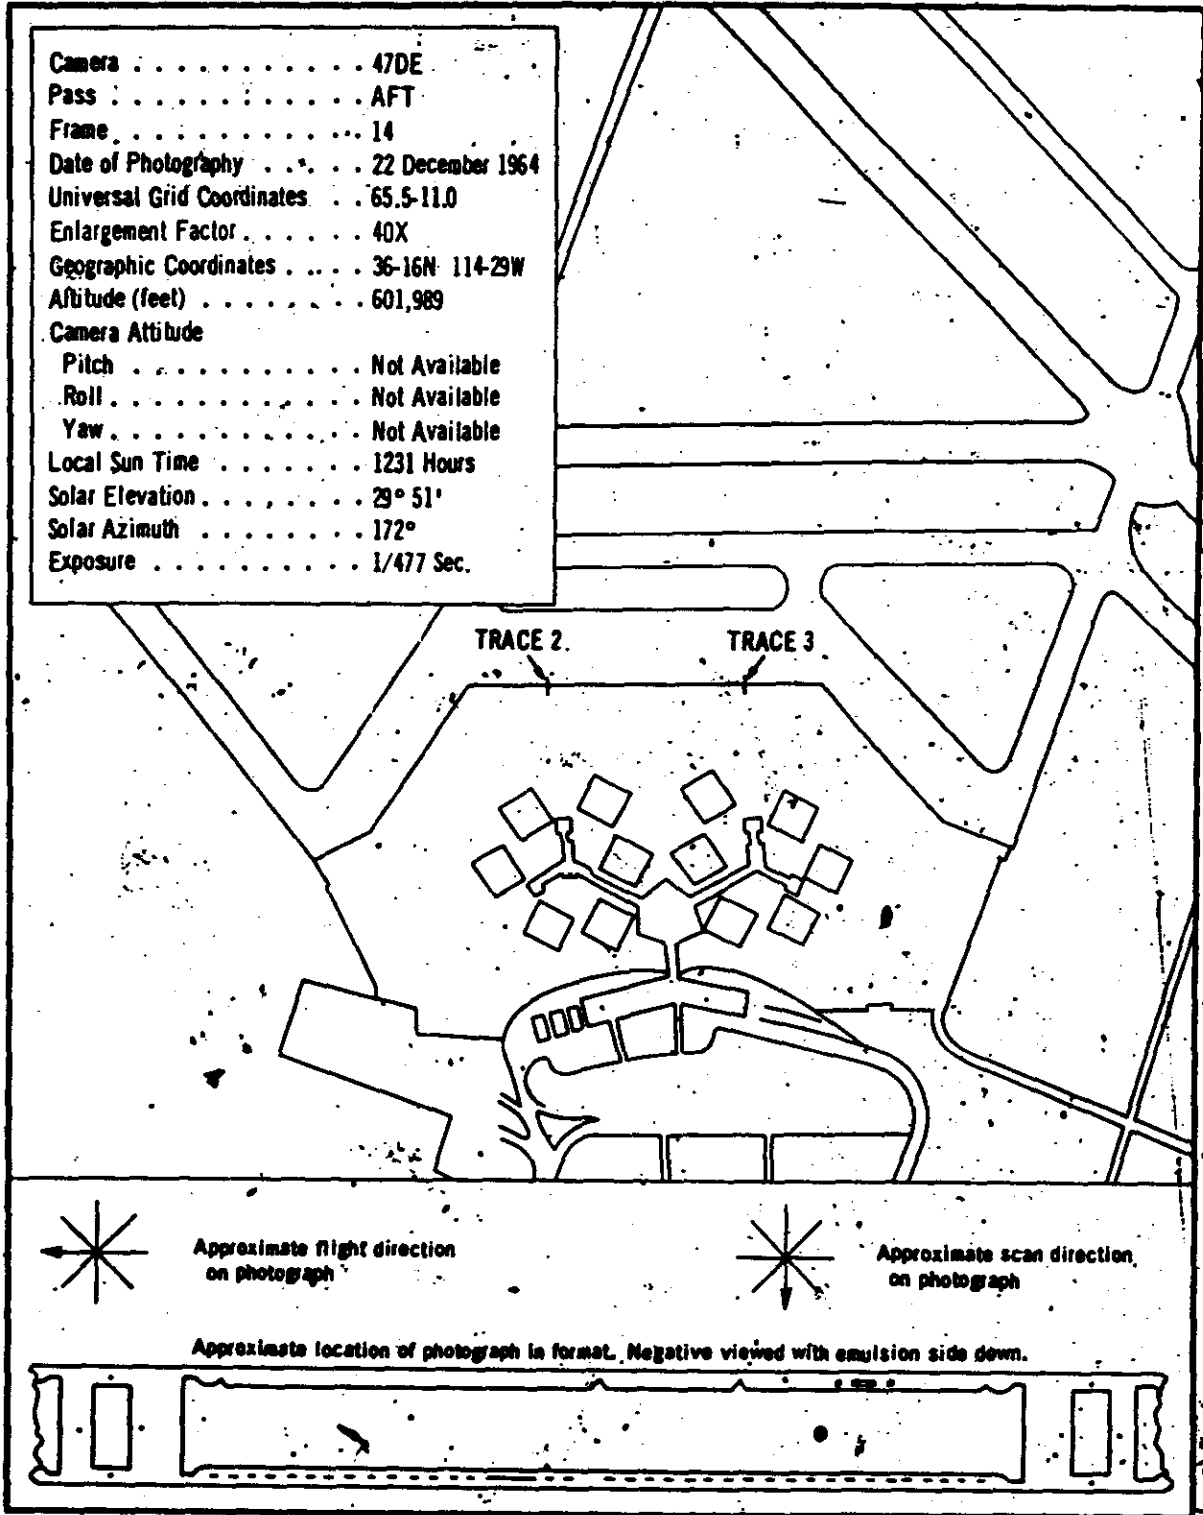 Camera . . . . . . . . . . . 47DE
Pass . . . . . . . . . . . . AFT
Frame . . . . . . . . . . . . 14
Date of Photography . . . . . 22 December 1964
Universal Grid Coordinates . . 65.5-11.0
Enlargement Factor . . . . . . 40X
Geographic Coordinates . . . . . 36-16N 114-29W
Altitude (feet) . . . . . . . . 601,989
Camera Attitude
Pitch . . . . . . . . . . . Not Available
Roll . . . . . . . . . . . . Not Available
Yaw . . . . . . . . . . . . Not Available
Local Sun Time . . . . . . . 1231 Hours
Solar Elevation . . . . . . . . 29° 51'
Solar Azimuth . . . . . . . . 172°
Exposure . . . . . . . . . . 1/477 Sec.
TRACE 2
TRACE 3
Approximate flight direction
on photograph
Approximate scan direction
on photograph
Approximate location of photograph in format. Negative viewed with emulsion side down.